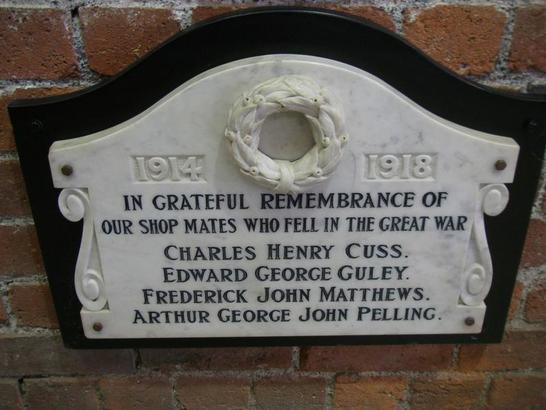 1914 1918
IN GRATEFUL REMEMBRANCE OF
OUR SHOP MATES WHO FELL IN THE GREAT WAR
CHARLES HENRY CUSS.
EDWARD GEORGE GULEY.
FREDERICK JOHN MATTHEWS.
ARTHUR GEORGE JOHN PELLING.